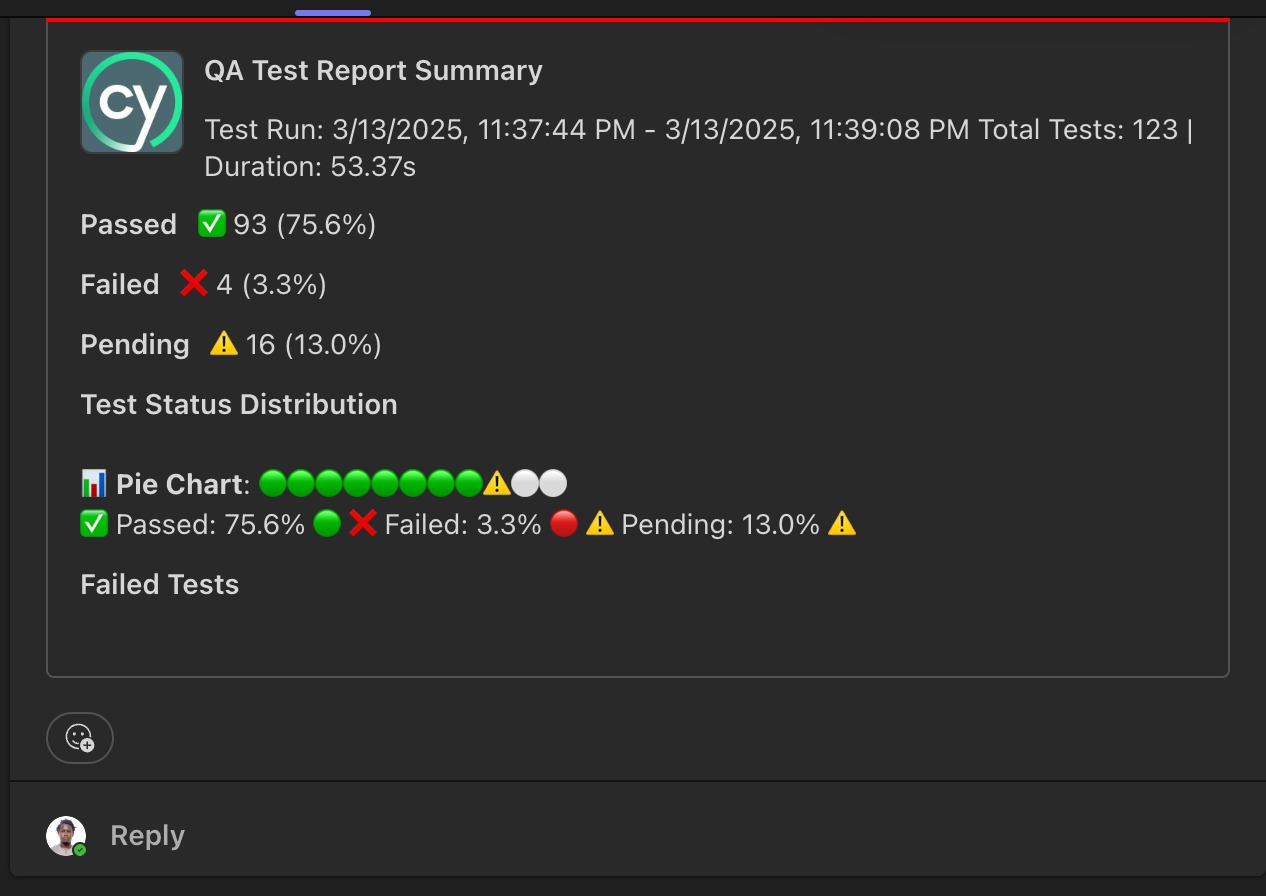 cy
QA Test Report Summary
Test Run: 3/13/2025, 11:37:44 PM - 3/13/2025, 11:39:08 PM Total Tests: 123 |
Duration: 53.37s
Passed ✅ 93 (75.6%)
Failed ❌ 4 (3.3%)
Pending ⚠️ 16 (13.0%)
Test Status Distribution
📊 Pie Chart: 🟢🟢🟢🟢🟢🟢🟢🟢⚠️⚪⚪
✅ Passed: 75.6% 🟢 ❌ Failed: 3.3% 🔴 ⚠️ Pending: 13.0% ⚠️
Failed Tests
Reply